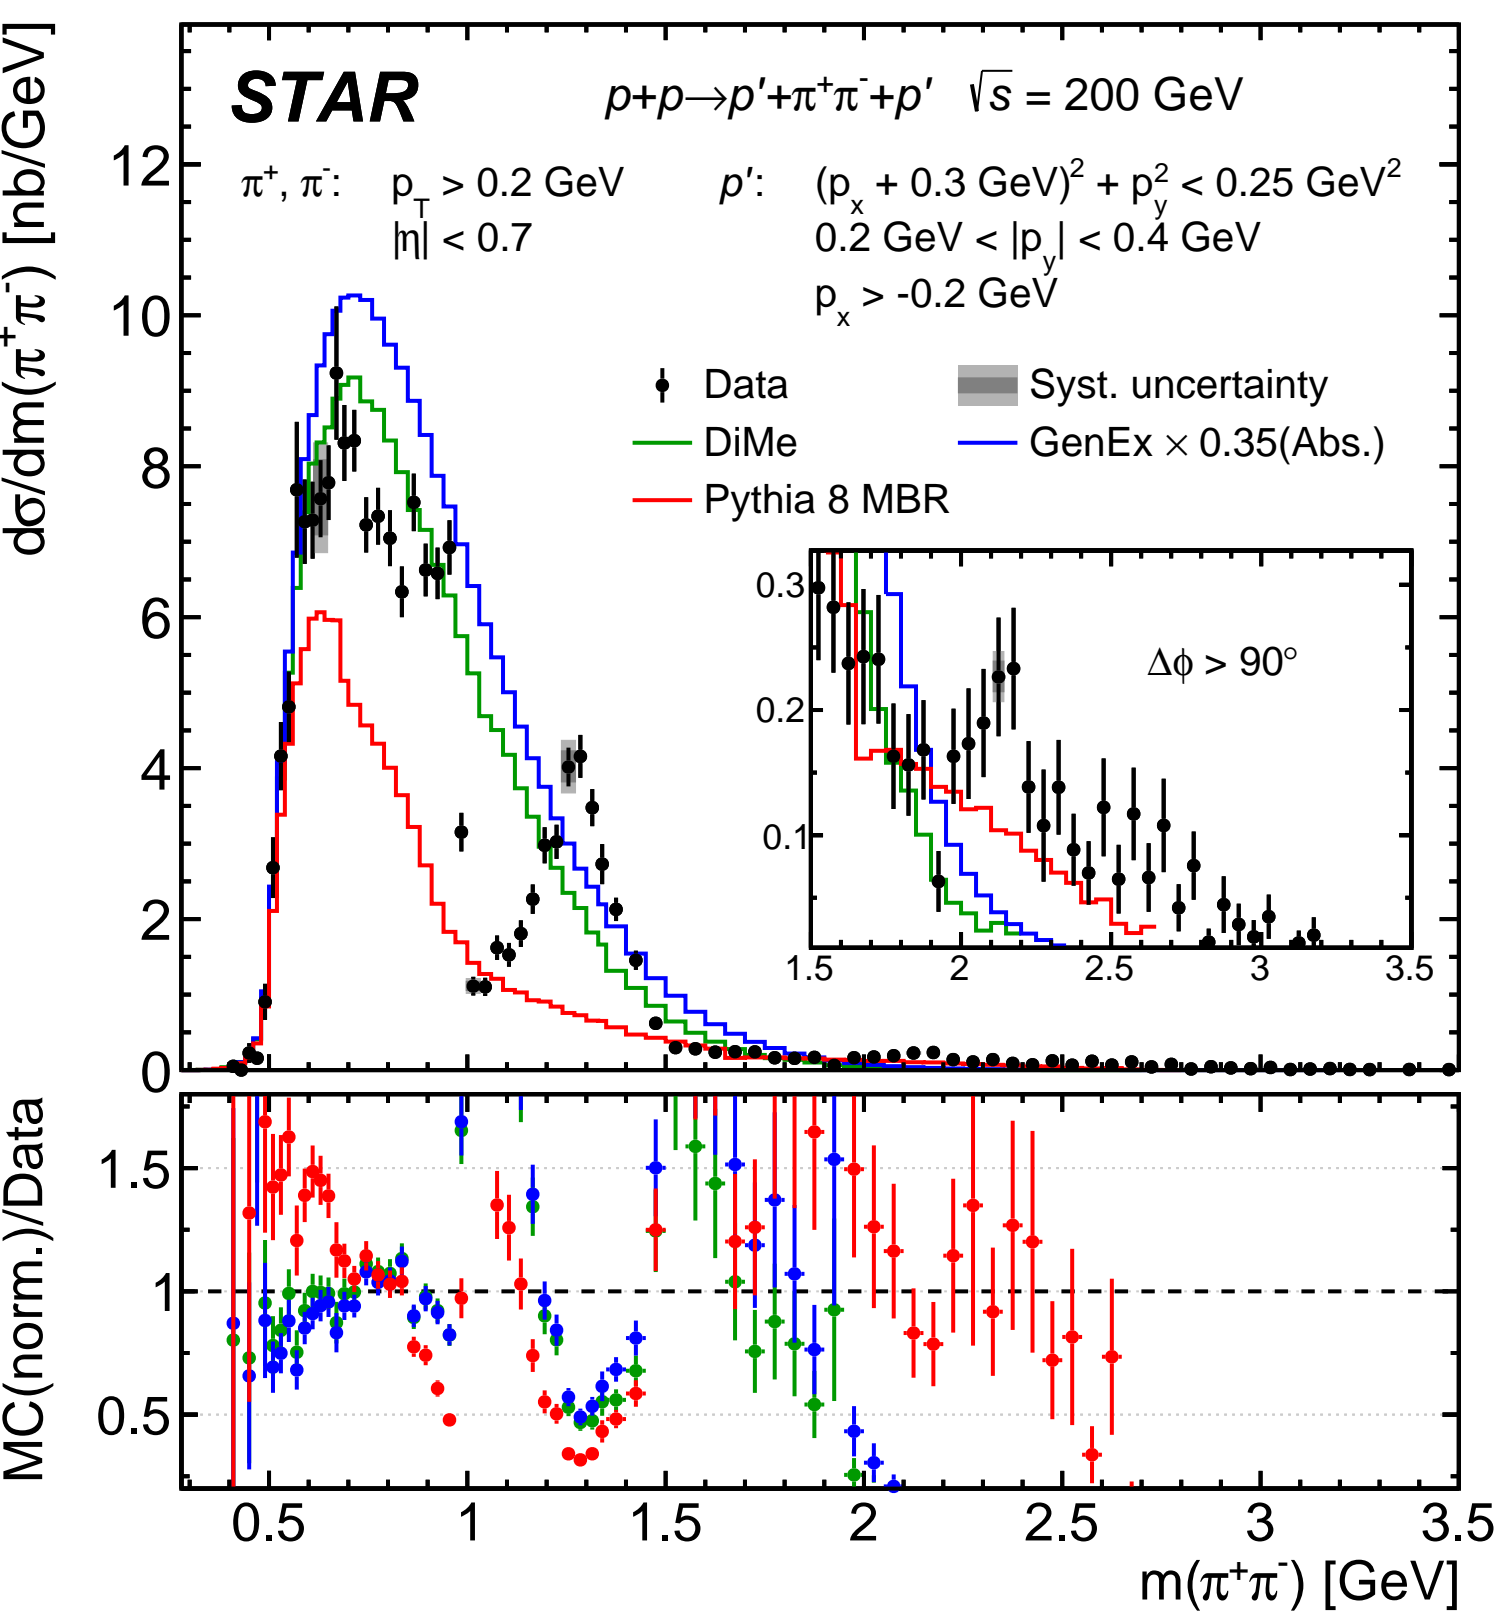 STAR
p+p→p′+π⁺π⁻+p′ √s = 200 GeV
π⁺, π⁻: p_T > 0.2 GeV
|η| < 0.7
p′: (p_x + 0.3 GeV)² + p_y² < 0.25 GeV²
0.2 GeV < |p_y| < 0.4 GeV
p_x > -0.2 GeV
Data
Syst. uncertainty
DiMe
GenEx × 0.35(Abs.)
Pythia 8 MBR
dσ/dm(π⁺π⁻) [nb/GeV]
12
10
8
6
4
2
0
Δϕ > 90°
0.3
0.2
0.1
1.5 2 2.5 3 3.5
MC(norm.)/Data
1.5
1
0.5
0.5 1 1.5 2 2.5 3 3.5
m(π⁺π⁻) [GeV]